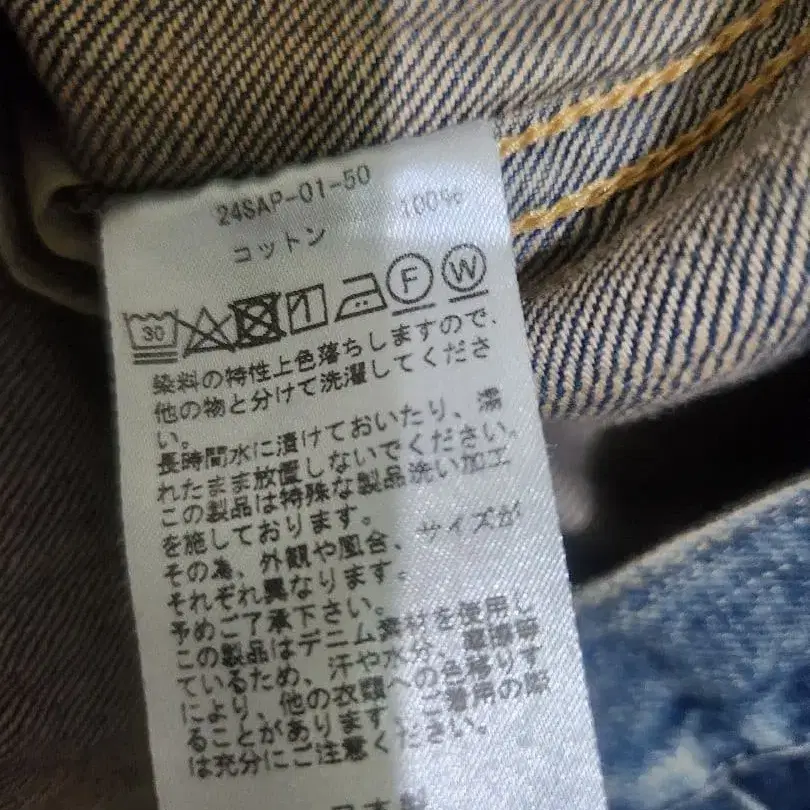 24SAP-01-50
コットン 100%
30 F W
染料の特性上色落ちしますので、
他の物と分けて洗濯してくださ
い。
長時間水に漬けておいたり、濡
れたまま放置しないでください。
この製品は特殊な製品洗い加工
を施しております。
その為、外観や風合、サイズが
それぞれ異なります。
予めご了承下さい。
この製品はデニム素材を使用し
ているため、汗や水分、摩擦等
により、他の衣類への色移りす
ることがあります。ご着用の際
は充分にご注意ください。
日本製